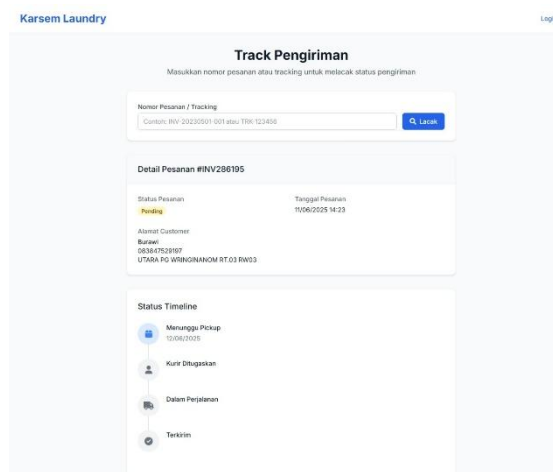 Karsem Laundry
Logi
Track Pengiriman
Masukkan nomor pesanan atau tracking untuk melacak status pengiriman
Nomor Pesanan / Tracking
Contoh: INV-20230501-001 atau TRK-123456
Lacak
Detail Pesanan #INV286195
Status Pesanan
Pending
Tanggal Pesanan
11/06/2025 14:23
Alamat Customer
Burawi
083847529197
UTARA PG WRINGINANOM RT.03 RW03
Status Timeline
Menunggu Pickup
12/06/2025
Kurir Ditugaskan
Dalam Perjalanan
Terkirim